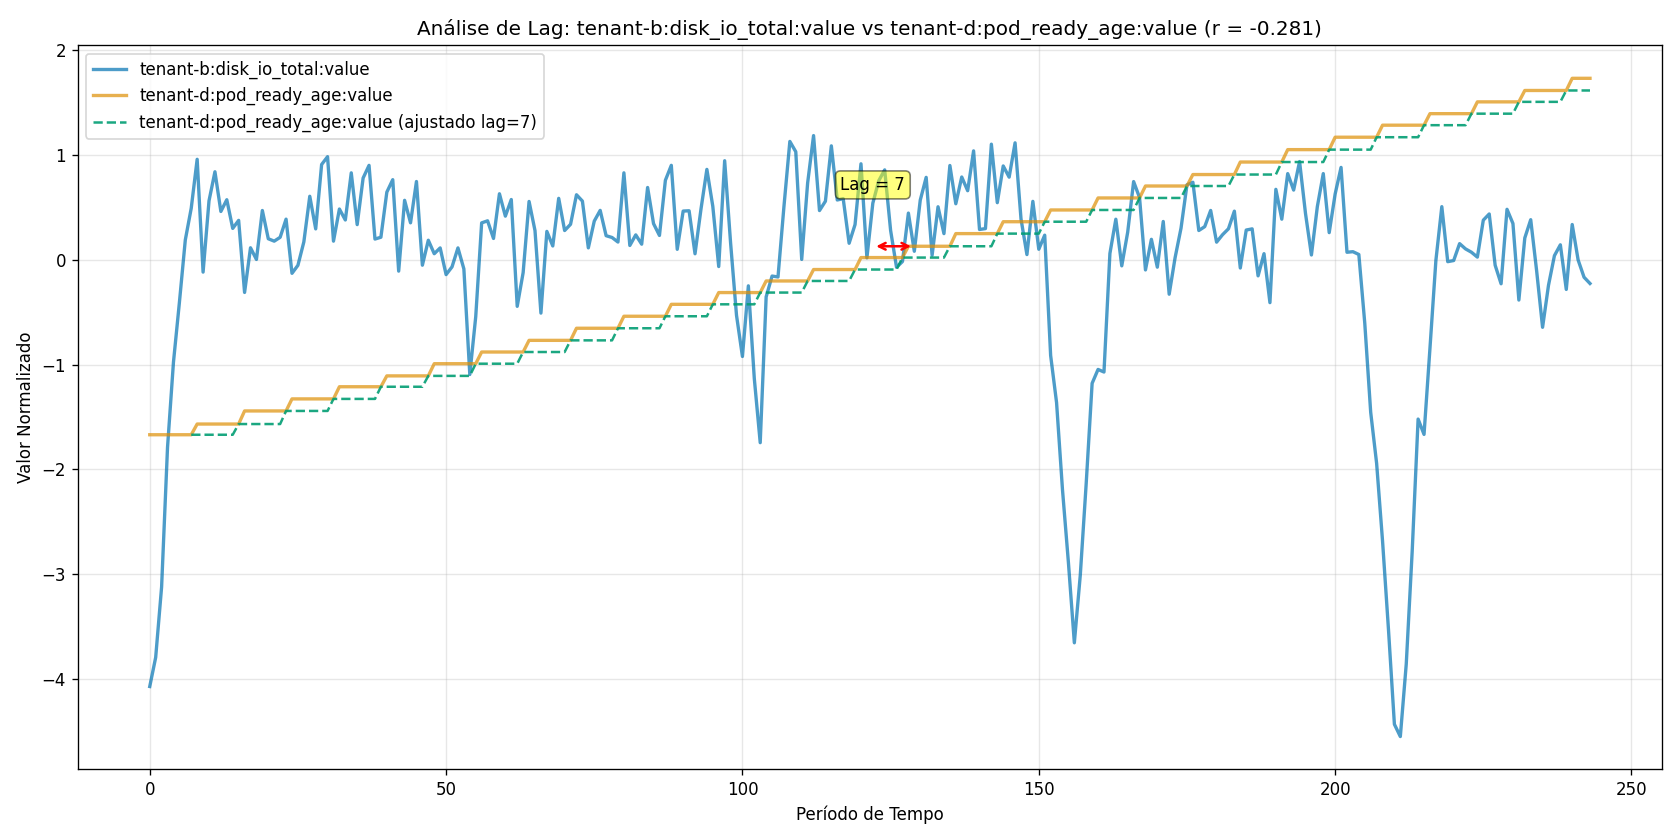 Análise de Lag: tenant-b:disk_io_total:value vs tenant-d:pod_ready_age:value (r = -0.281)
tenant-b:disk_io_total:value
tenant-d:pod_ready_age:value
tenant-d:pod_ready_age:value (ajustado lag=7)
Lag = 7
Valor Normalizado
2
1
0
−1
−2
−3
−4
0 50 100 150 200 250
Período de Tempo